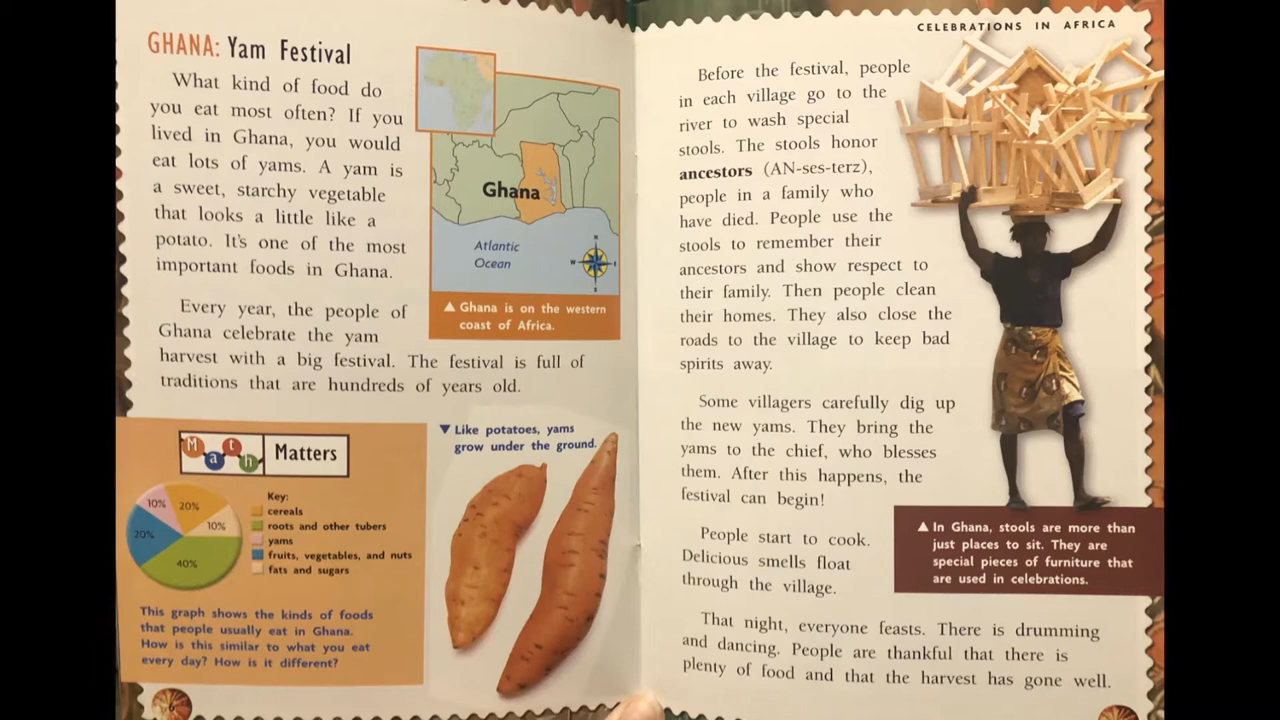 GHANA: Yam Festival
What kind of food do
you eat most often? If you
lived in Ghana, you would
eat lots of yams. A yam is
a sweet, starchy vegetable
that looks a little like a
potato. It's one of the most
important foods in Ghana.
Every year, the people of
Ghana celebrate the yam
harvest with a big festival. The festival is full of
traditions that are hundreds of years old.
Ghana
Atlantic
Ocean
N
W
E
S
▲ Ghana is on the western
coast of Africa.
Math Matters
10%
20%
10%
20%
40%
Key:
cereals
roots and other tubers
yams
fruits, vegetables, and nuts
fats and sugars
This graph shows the kinds of foods
that people usually eat in Ghana.
How is this similar to what you eat
every day? How is it different?
▼ Like potatoes, yams
grow under the ground.
6
CELEBRATIONS IN AFRICA
Before the festival, people
in each village go to the
river to wash special
stools. The stools honor
ancestors (AN-ses-terz),
people in a family who
have died. People use the
stools to remember their
ancestors and show respect to
their family. Then people clean
their homes. They also close the
roads to the village to keep bad
spirits away.
Some villagers carefully dig up
the new yams. They bring the
yams to the chief, who blesses
them. After this happens, the
festival can begin!
People start to cook.
Delicious smells float
through the village.
▲ In Ghana, stools are more than
just places to sit. They are
special pieces of furniture that
are used in celebrations.
That night, everyone feasts. There is drumming
and dancing. People are thankful that there is
plenty of food and that the harvest has gone well.